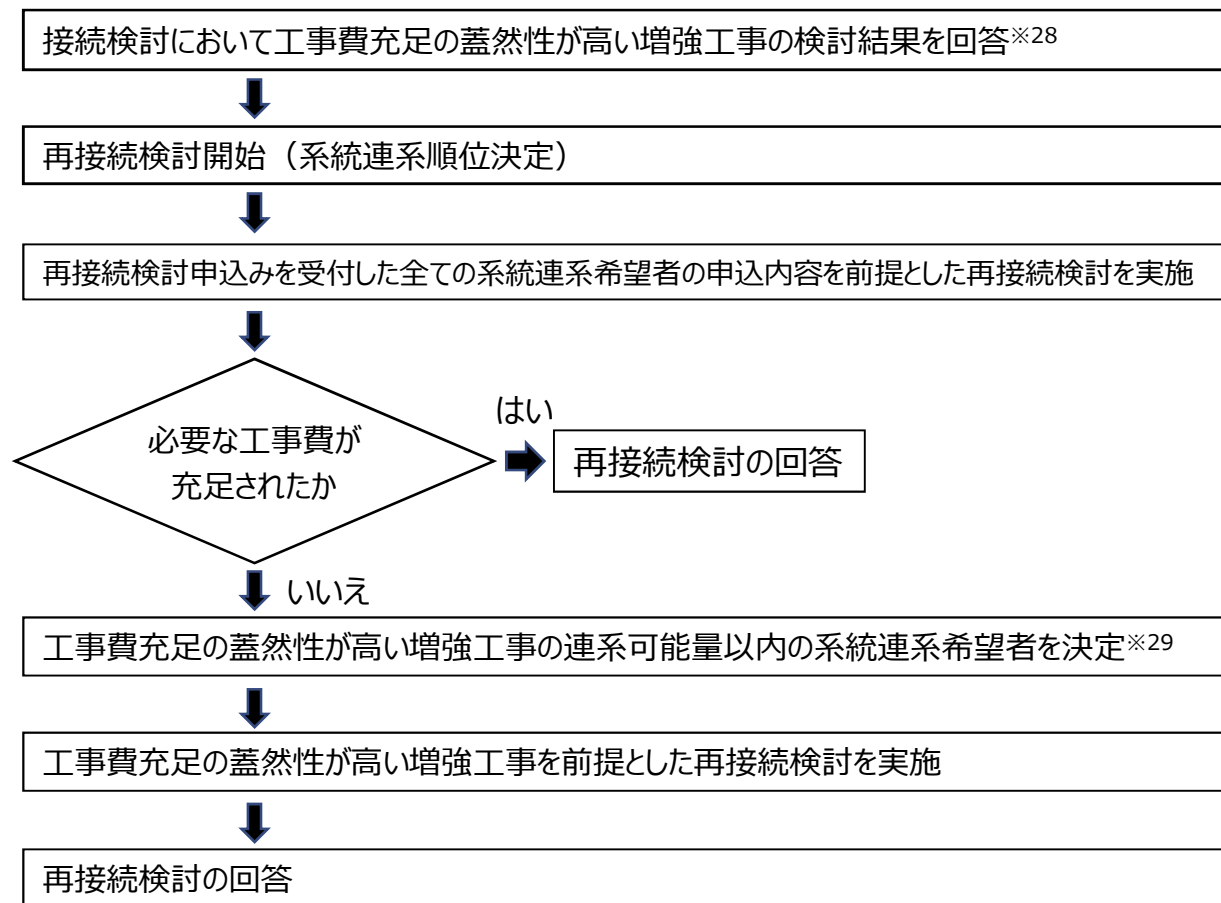 接続検討において工事費充足の蓋然性が高い増強工事の検討結果を回答※28
再接続検討開始（系統連系順位決定）
再接続検討申込みを受付した全ての系統連系希望者の申込内容を前提とした再接続検討を実施
必要な工事費が
充足されたか
はい
再接続検討の回答
いいえ
工事費充足の蓋然性が高い増強工事の連系可能量以内の系統連系希望者を決定※29
工事費充足の蓋然性が高い増強工事を前提とした再接続検討を実施
再接続検討の回答